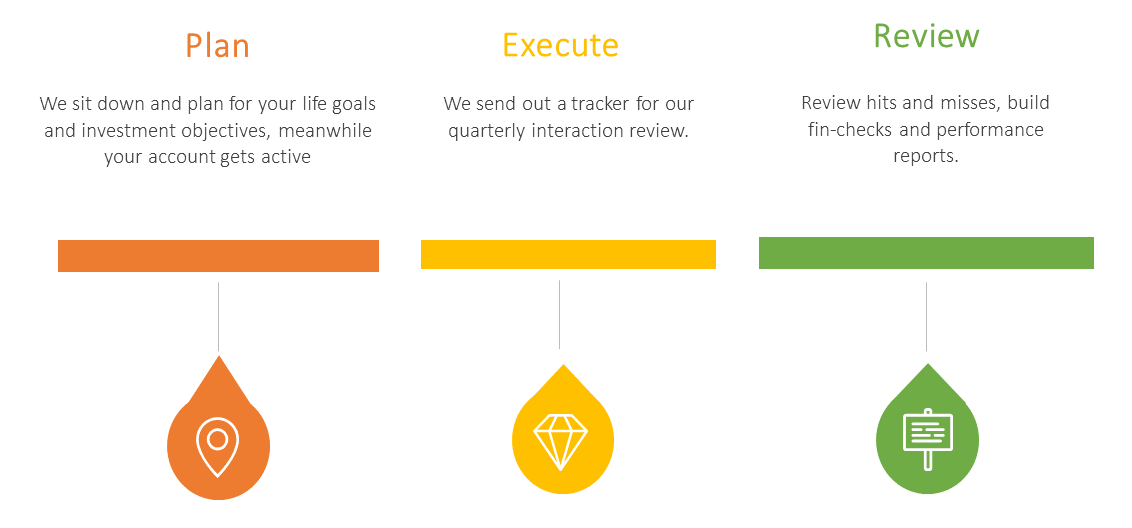 Plan
We sit down and plan for your life goals
and investment objectives, meanwhile
your account gets active
Execute
We send out a tracker for our
quarterly interaction review.
Review
Review hits and misses, build
fin-checks and performance
reports.